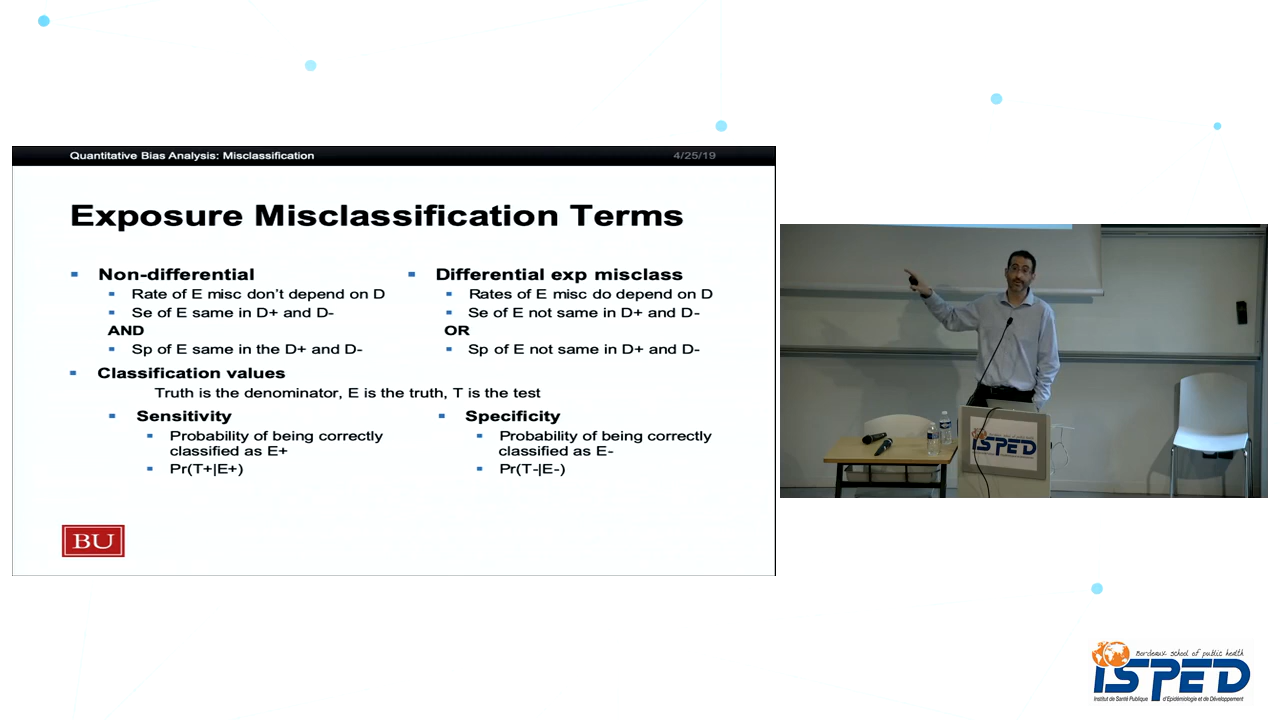 Quantitative Bias Analysis: Misclassification 4/25/19
Exposure Misclassification Terms
Non-differential
Rate of E misc don't depend on D
Se of E same in D+ and D-
AND
Sp of E same in the D+ and D-
Differential exp misclass
Rates of E misc do depend on D
Se of E not same in D+ and D-
OR
Sp of E not same in D+ and D-
Classification values
Truth is the denominator, E is the truth, T is the test
Sensitivity
Probability of being correctly
classified as E+
Pr(T+|E+)
Specificity
Probability of being correctly
classified as E-
Pr(T-|E-)
BU
ISPED
Bordeaux school of public health
ISPED
Institut de Santé Publique d'Epidémiologie et de Développement